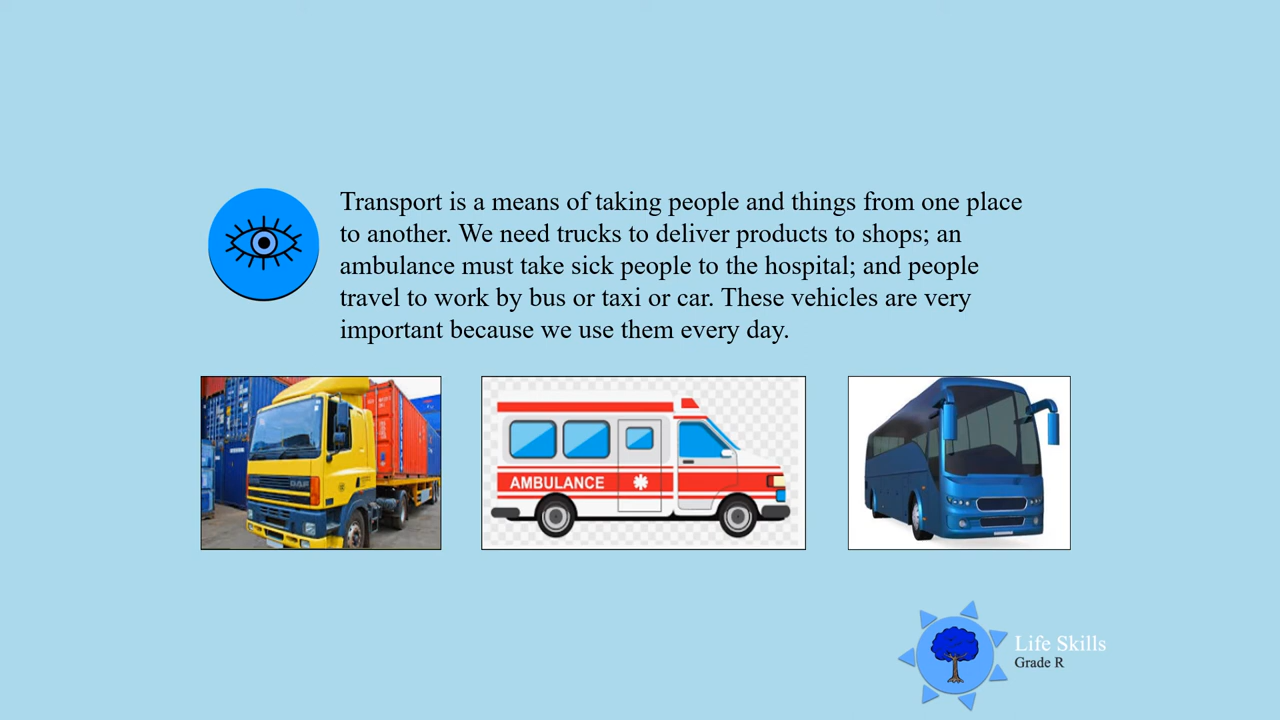 Transport is a means of taking people and things from one place
to another. We need trucks to deliver products to shops; an
ambulance must take sick people to the hospital; and people
travel to work by bus or taxi or car. These vehicles are very
important because we use them every day.
DAF
AMBULANCE
Life Skills
Grade R